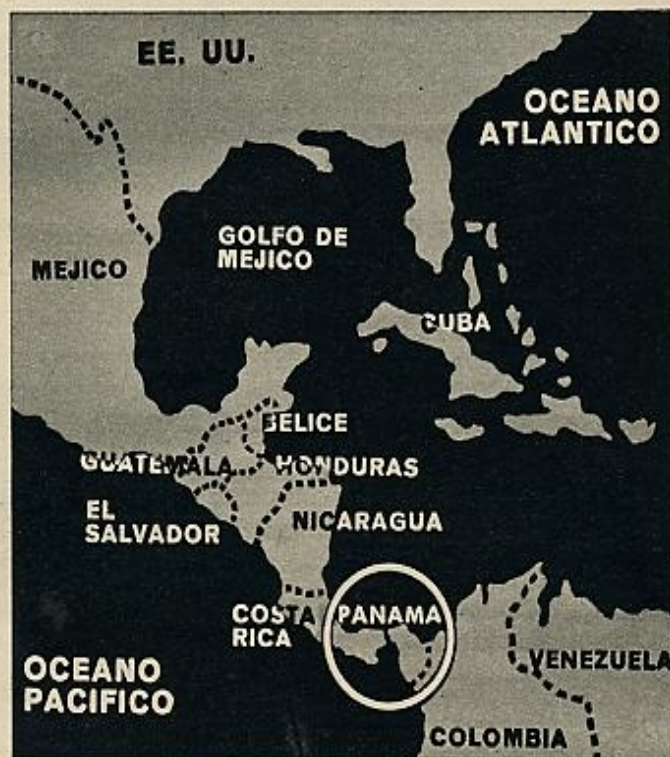 EE. UU.
OCEANO
ATLANTICO
GOLFO DE
MEJICO
MEJICO
CUBA
BELICE
GUATEMALA
HONDURAS
EL
SALVADOR
NICARAGUA
COSTA
RICA
PANAMA
OCEANO
PACIFICO
VENEZUELA
COLOMBIA